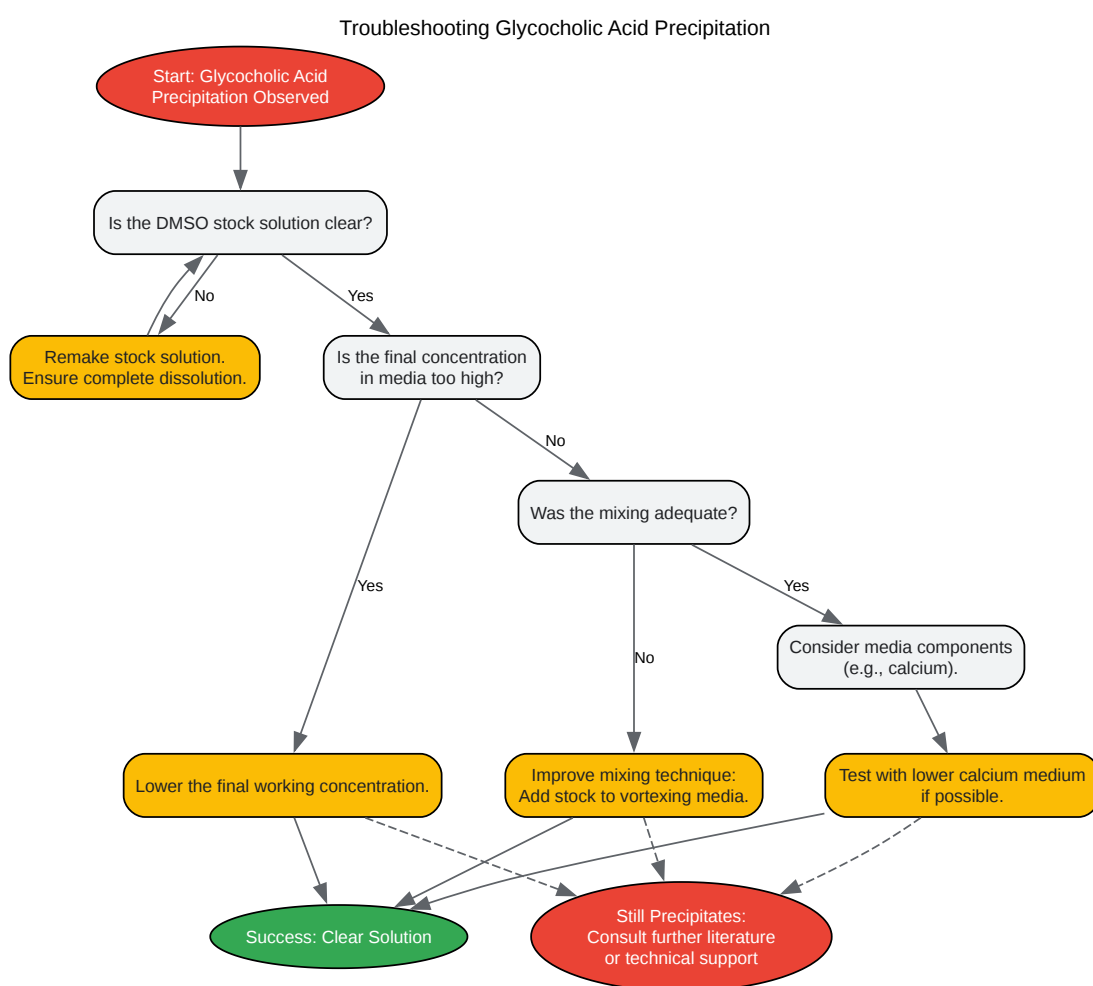 Troubleshooting Glycocholic Acid Precipitation
Start: Glycocholic Acid
Precipitation Observed
Is the DMSO stock solution clear?
No
Yes
Remake stock solution.
Ensure complete dissolution.
Is the final concentration
in media too high?
No
Was the mixing adequate?
Yes
Yes
No
Consider media components
(e.g., calcium).
Lower the final working concentration.
Improve mixing technique:
Add stock to vortexing media.
Test with lower calcium medium
if possible.
Success: Clear Solution
Still Precipitates:
Consult further literature
or technical support